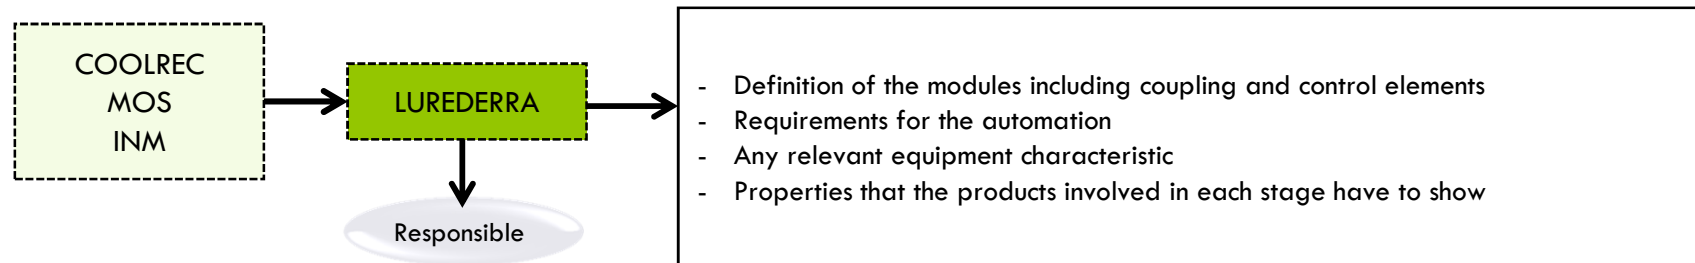 COOLREC
MOS
INM
LUREDERRA
Responsible
- Definition of the modules including coupling and control elements
- Requirements for the automation
- Any relevant equipment characteristic
- Properties that the products involved in each stage have to show